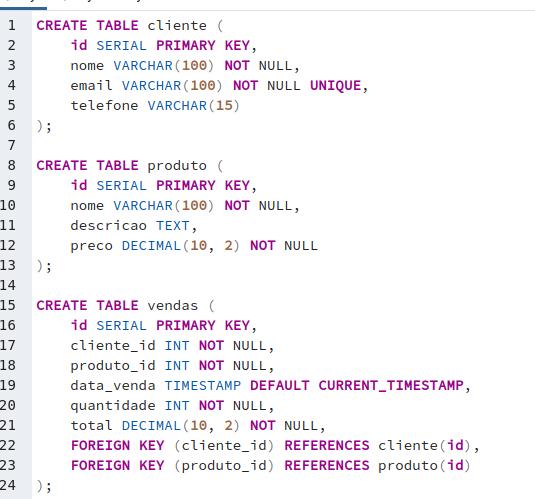 1 CREATE TABLE cliente (
2 id SERIAL PRIMARY KEY,
3 nome VARCHAR(100) NOT NULL,
4 email VARCHAR(100) NOT NULL UNIQUE,
5 telefone VARCHAR(15)
6 );
7
8 CREATE TABLE produto (
9 id SERIAL PRIMARY KEY,
10 nome VARCHAR(100) NOT NULL,
11 descricao TEXT,
12 preco DECIMAL(10, 2) NOT NULL
13 );
14
15 CREATE TABLE vendas (
16 id SERIAL PRIMARY KEY,
17 cliente_id INT NOT NULL,
18 produto_id INT NOT NULL,
19 data_venda TIMESTAMP DEFAULT CURRENT_TIMESTAMP,
20 quantidade INT NOT NULL,
21 total DECIMAL(10, 2) NOT NULL,
22 FOREIGN KEY (cliente_id) REFERENCES cliente(id),
23 FOREIGN KEY (produto_id) REFERENCES produto(id)
24 );